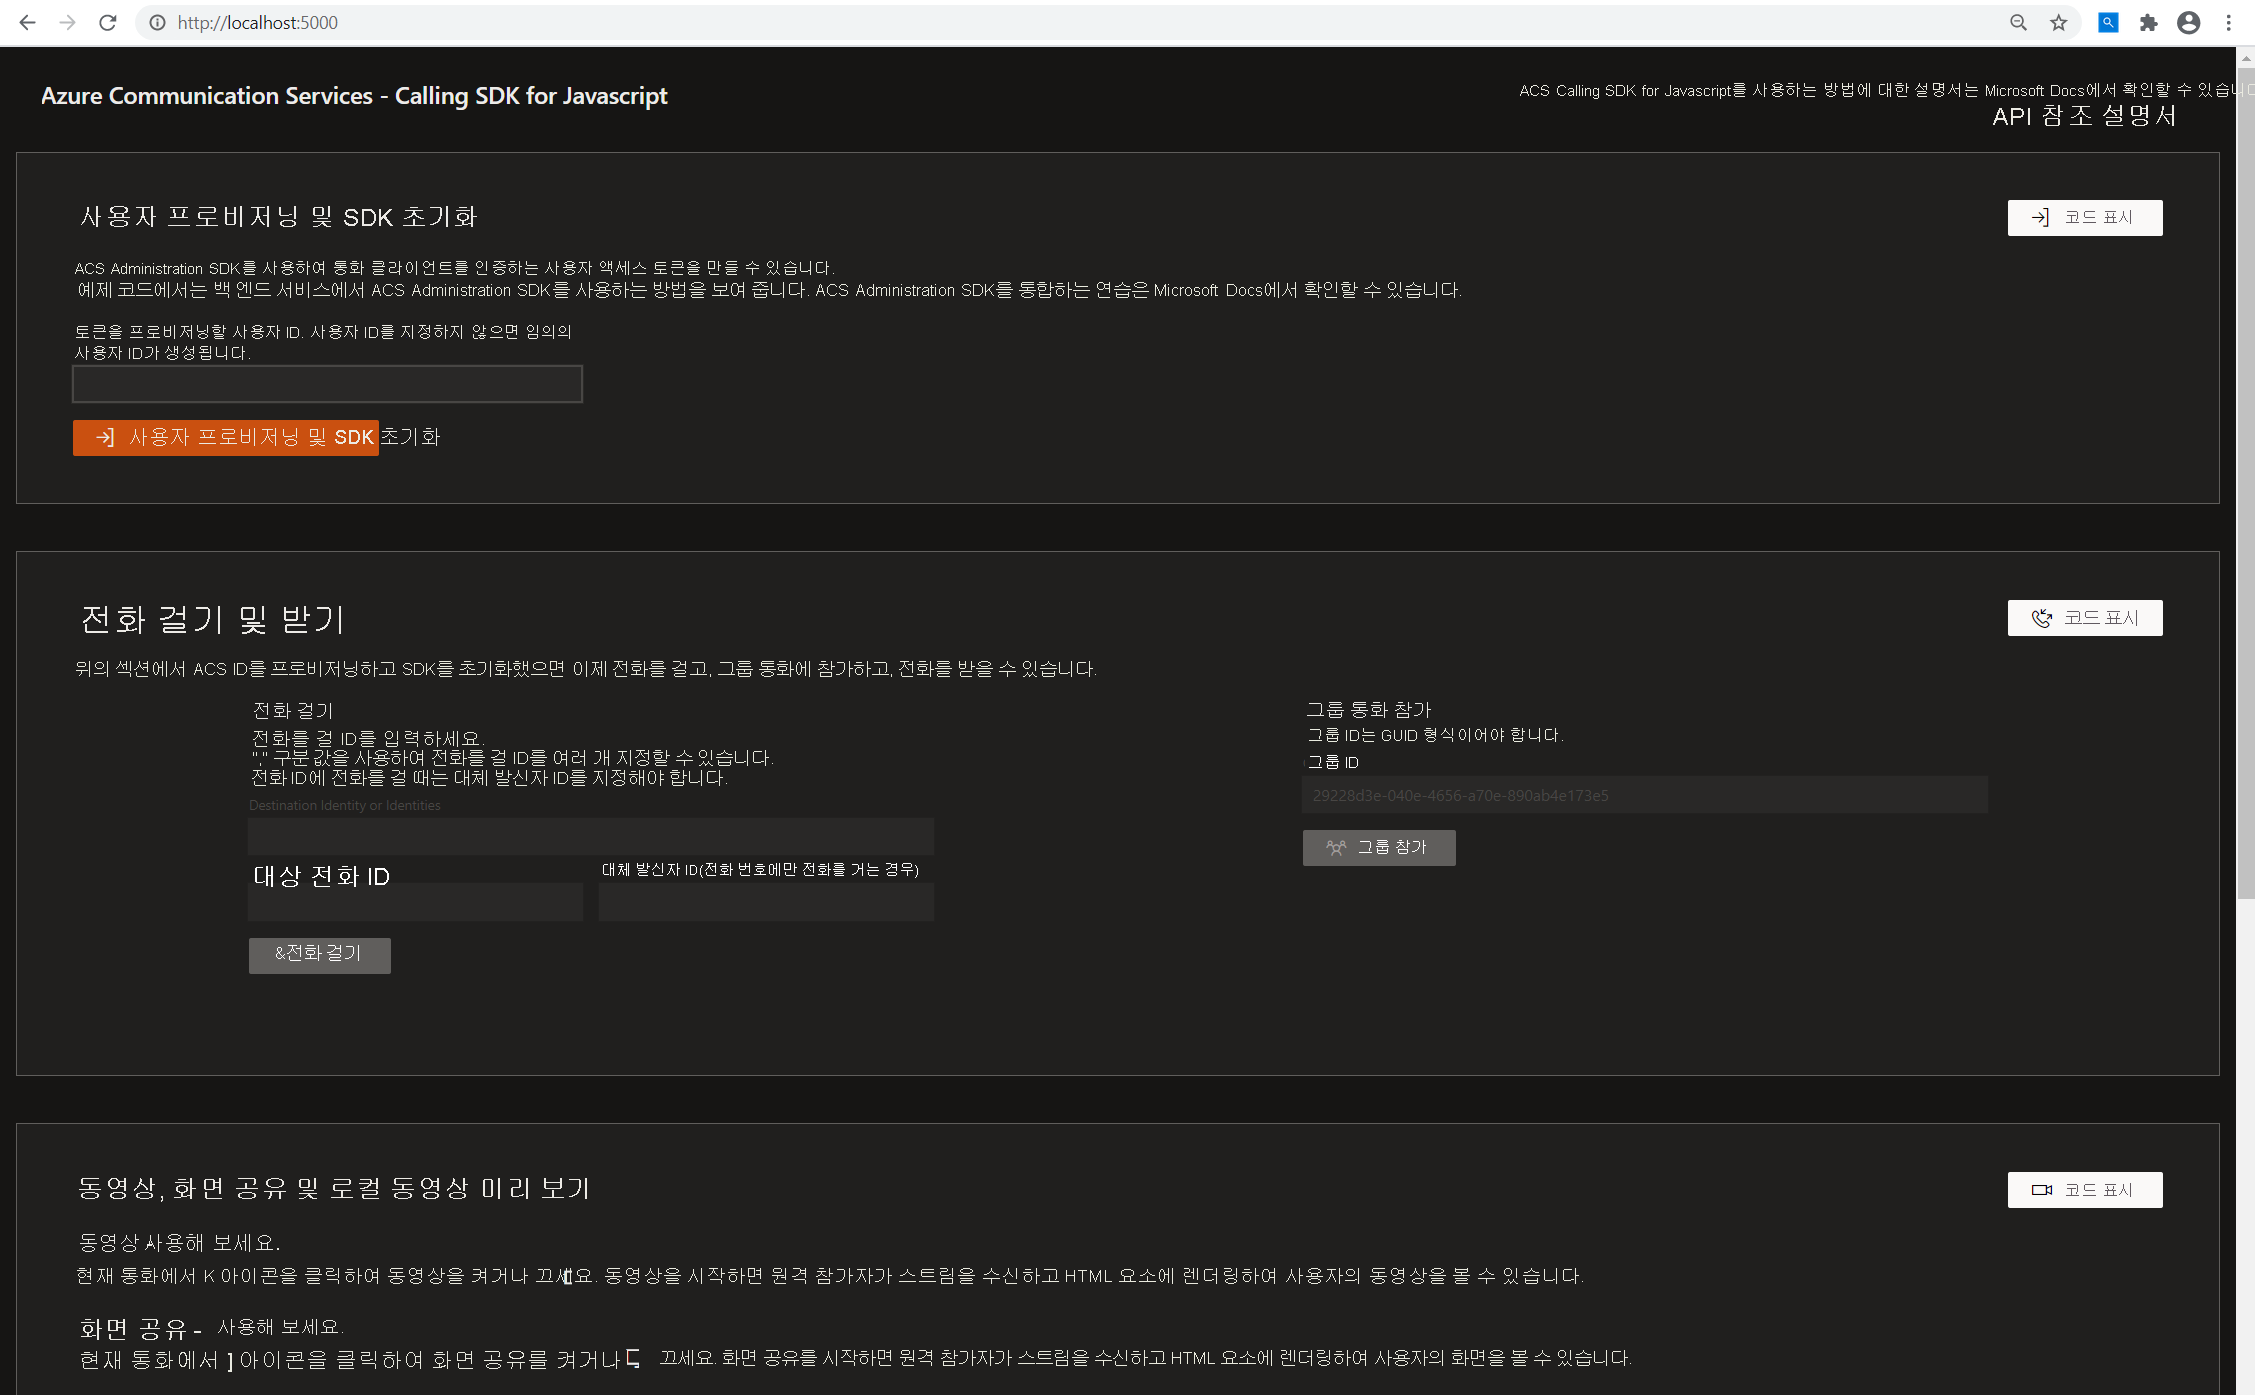 http://localhost:5000
Azure Communication Services - Calling SDK for Javascript
ACS Calling SDK for Javascript를 사용하는 방법에 대한 설명서는 Microsoft Docs에서 확인할 수 있습니다
API 참조 설명서
사용자 프로비저닝 및 SDK 초기화
코드 표시
ACS Administration SDK를 사용하여 통화 클라이언트를 인증하는 사용자 액세스 토큰을 만들 수 있습니다.
예제 코드에서는 백 엔드 서비스에서 ACS Administration SDK를 사용하는 방법을 보여 줍니다. ACS Administration SDK를 통합하는 연습은 Microsoft Docs에서 확인할 수 있습니다.
토큰을 프로비저닝할 사용자 ID. 사용자 ID를 지정하지 않으면 임의의
사용자 ID가 생성됩니다.
사용자 프로비저닝 및 SDK 초기화
전화 걸기 및 받기
코드 표시
위의 섹션에서 ACS ID를 프로비저닝하고 SDK를 초기화했으면 이제 전화를 걸고, 그룹 통화에 참가하고, 전화를 받을 수 있습니다.
전화 걸기
전화를 걸 ID를 입력하세요.
"," 구분 값을 사용하여 전화를 걸 ID를 여러 개 지정할 수 있습니다.
전화 ID에 전화를 걸 때는 대체 발신자 ID를 지정해야 합니다.
Destination Identity or Identities
대상 전화 ID
대체 발신자 ID(전화 번호에만 전화를 거는 경우)
&전화 걸기
그룹 통화 참가
그룹 ID는 GUID 형식이어야 합니다.
그룹 ID
29228d3e-040e-4656-a70e-890ab4e173e5
그룹 참가
동영상, 화면 공유 및 로컬 동영상 미리 보기
코드 표시
동영상 사용해 보세요.
현재 통화에서 K 아이콘을 클릭하여 동영상을 켜거나 끄세요. 동영상을 시작하면 원격 참가자가 스트림을 수신하고 HTML 요소에 렌더링하여 사용자의 동영상을 볼 수 있습니다.
화면 공유 - 사용해 보세요.
현재 통화에서 ] 아이콘을 클릭하여 화면 공유를 켜거나 끄세요. 화면 공유를 시작하면 원격 참가자가 스트림을 수신하고 HTML 요소에 렌더링하여 사용자의 화면을 볼 수 있습니다.